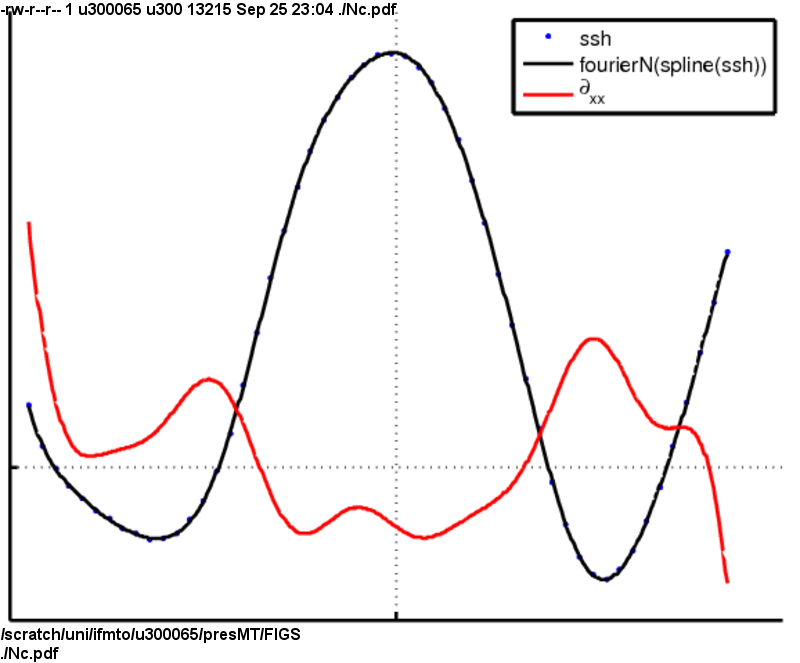 -rw-r--r-- 1 u300065 u300 13215 Sep 25 23:04 ./Nc.pdf
ssh
fourierN(spline(ssh))
∂xx
/scratch/uni/ifmto/u300065/presMT/FIGS
./Nc.pdf